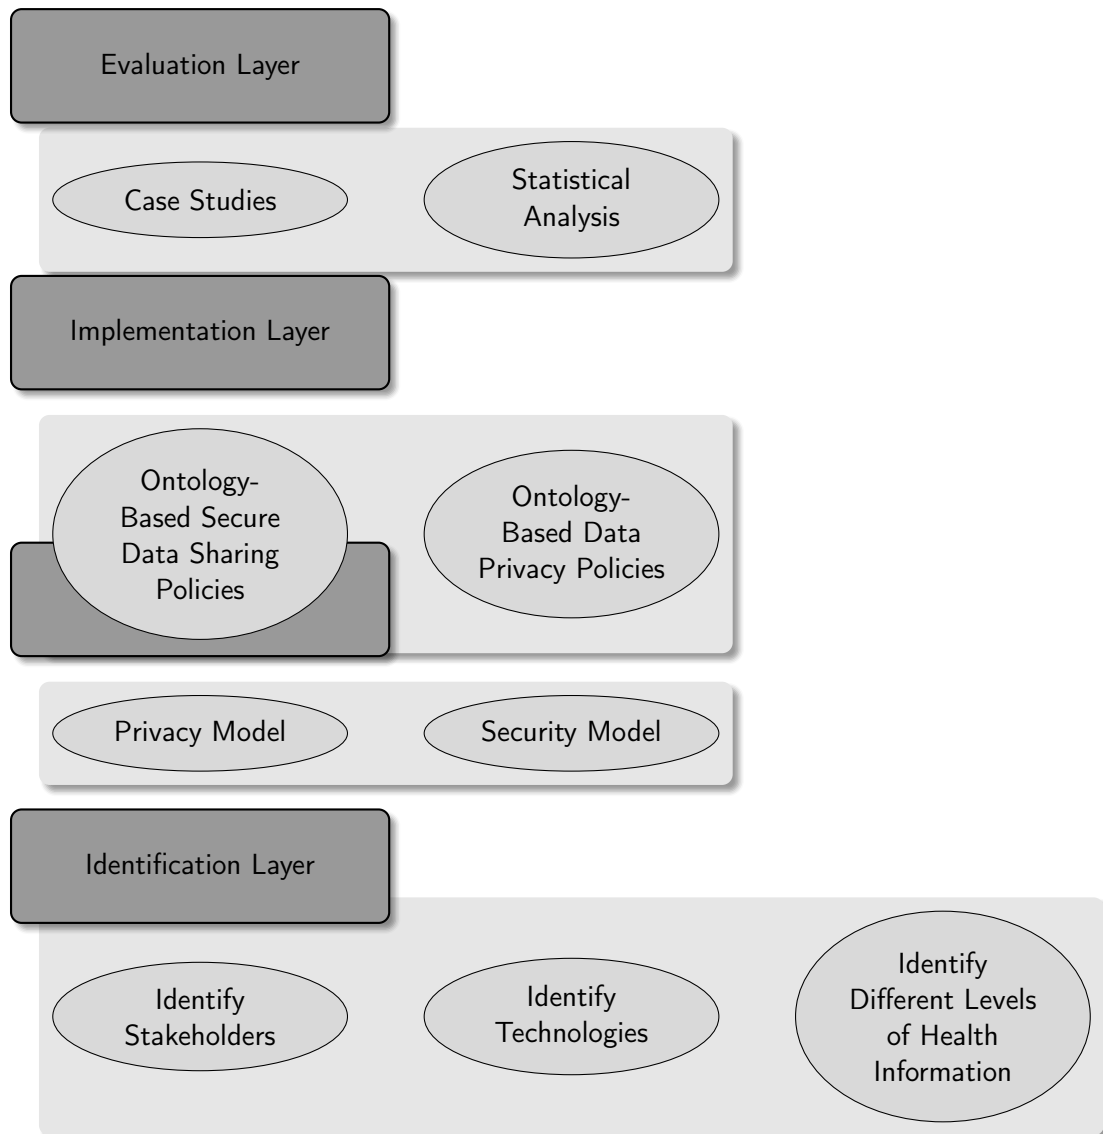 Evaluation Layer
Case Studies
Statistical
Analysis
Implementation Layer
Ontology-
Based Secure
Data Sharing
Policies
Ontology-
Based Data
Privacy Policies
Privacy Model
Security Model
Identification Layer
Identify
Stakeholders
Identify
Technologies
Identify
Different Levels
of Health
Information